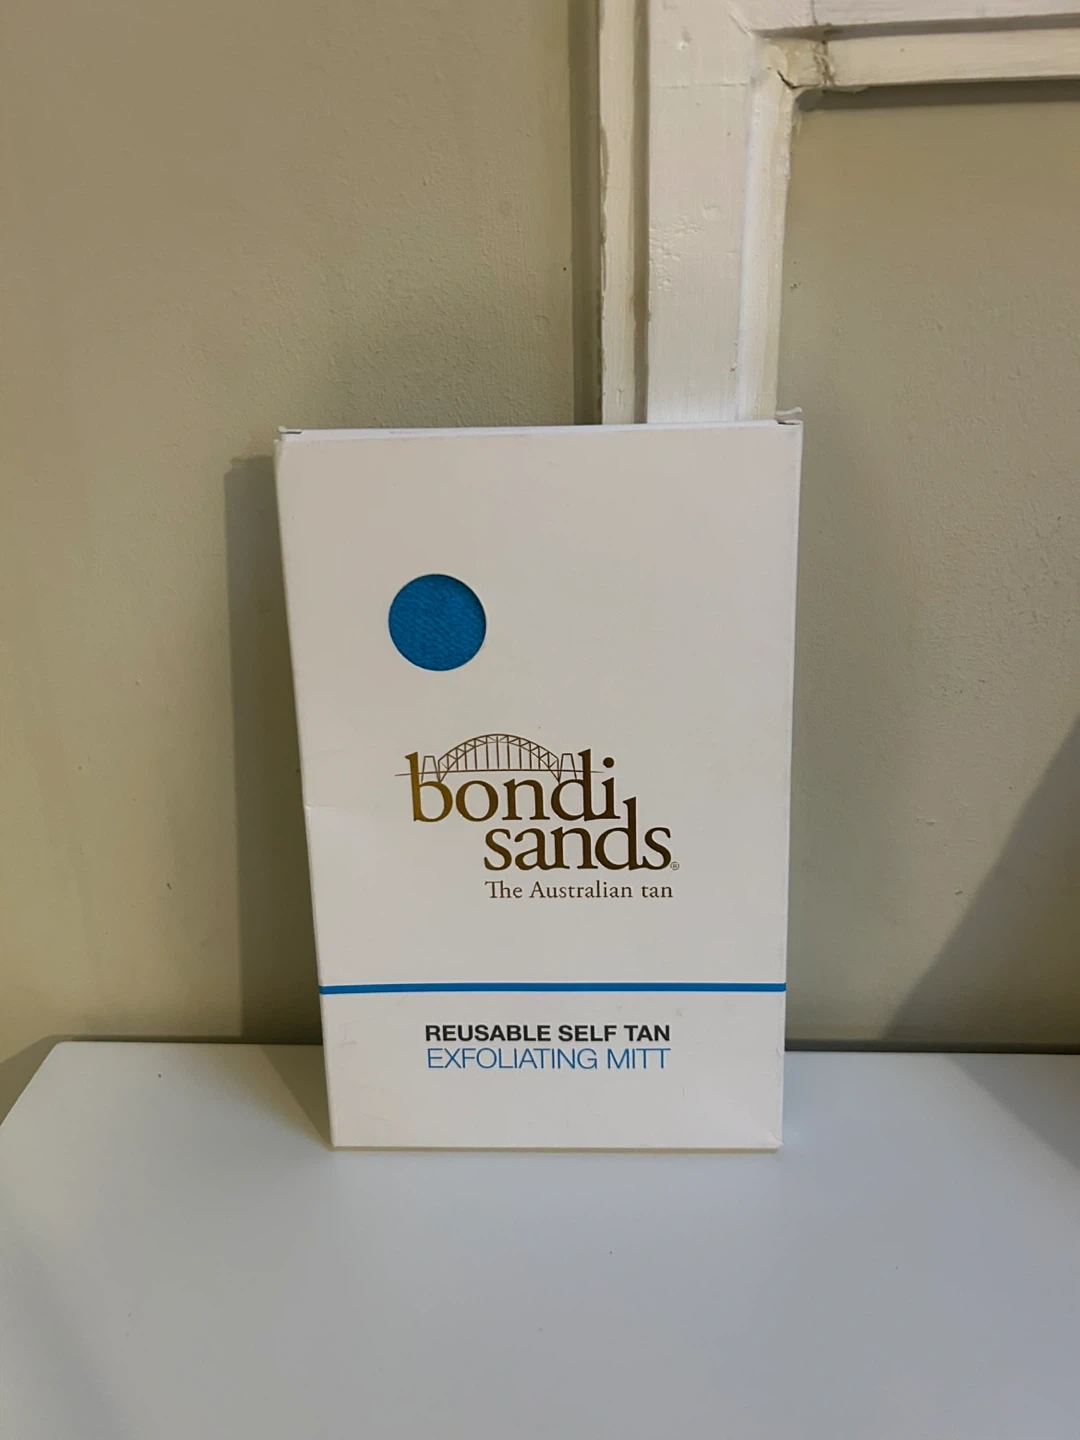 bondi
sands®
The Australian tan
REUSABLE SELF TAN
EXFOLIATING MITT